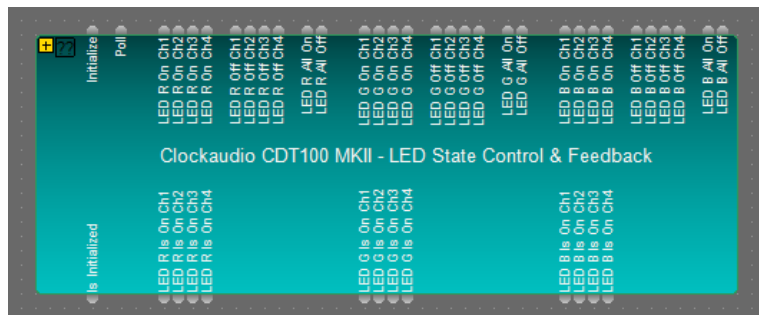 ??
Initialize
Poll
LED R On Ch1
LED R On Ch2
LED R On Ch3
LED R On Ch4
LED R Off Ch1
LED R Off Ch2
LED R Off Ch3
LED R Off Ch4
LED R All On
LED R All Off
LED G On Ch1
LED G On Ch2
LED G On Ch3
LED G On Ch4
LED G Off Ch1
LED G Off Ch2
LED G Off Ch3
LED G Off Ch4
LED G All On
LED G All Off
LED B On Ch1
LED B On Ch2
LED B On Ch3
LED B On Ch4
LED B Off Ch1
LED B Off Ch2
LED B Off Ch3
LED B Off Ch4
LED B All On
LED B All Off
Clockaudio CDT100 MKII - LED State Control & Feedback
Is Initialized
LED R Is On Ch1
LED R Is On Ch2
LED R Is On Ch3
LED R Is On Ch4
LED G Is On Ch1
LED G Is On Ch2
LED G Is On Ch3
LED G Is On Ch4
LED B Is On Ch1
LED B Is On Ch2
LED B Is On Ch3
LED B Is On Ch4